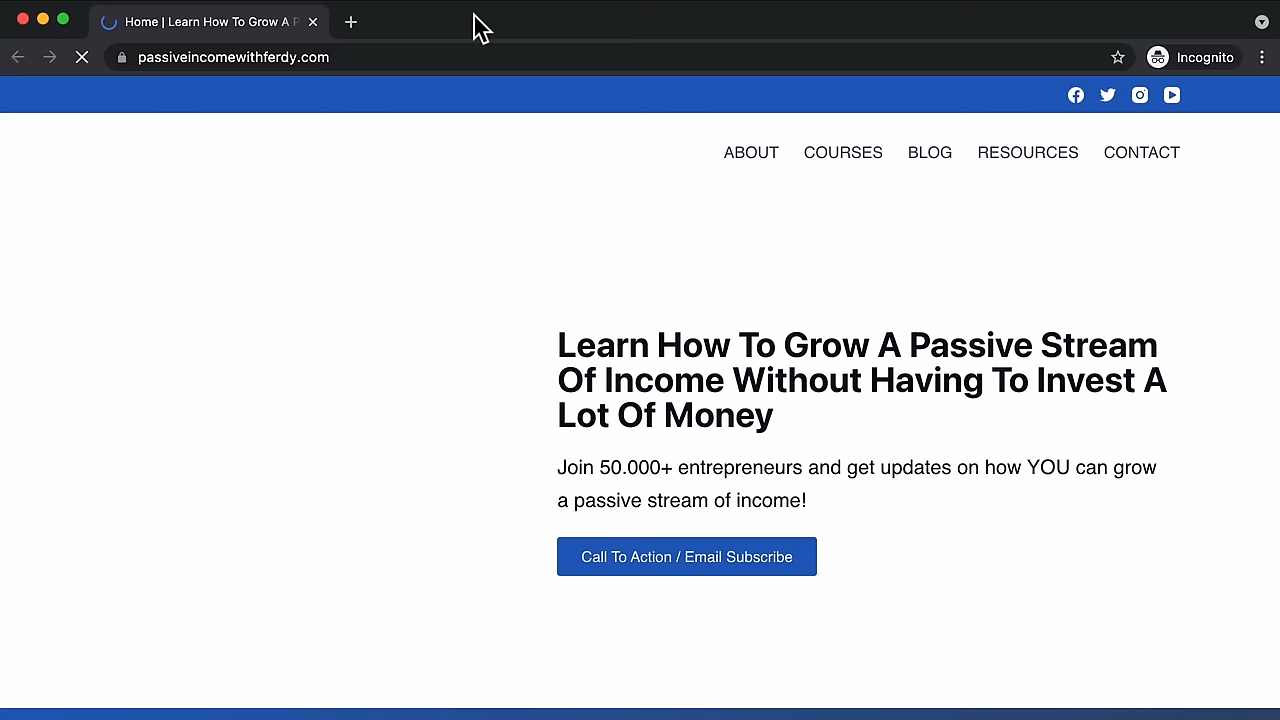 Home | Learn How To Grow A P
passiveincomewithferdy.com
Incognito
ABOUT COURSES BLOG RESOURCES CONTACT
Learn How To Grow A Passive Stream
Of Income Without Having To Invest A
Lot Of Money
Join 50.000+ entrepreneurs and get updates on how YOU can grow
a passive stream of income!
Call To Action / Email Subscribe